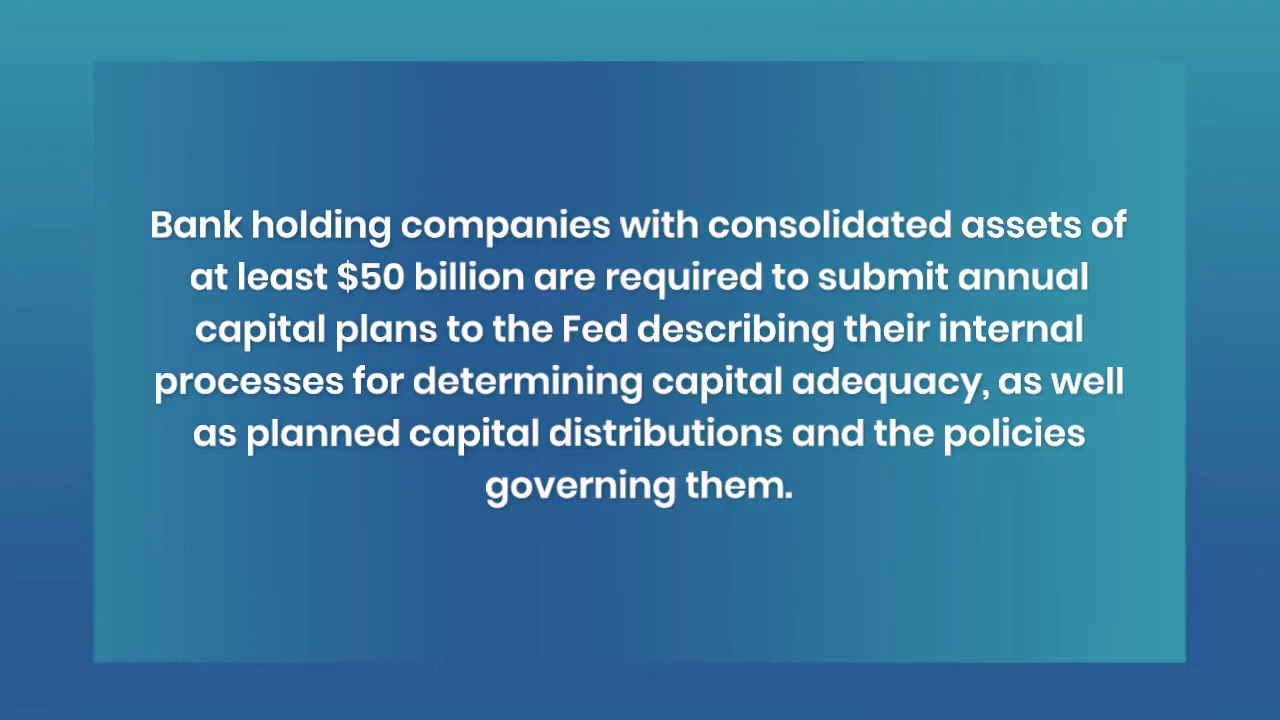 Bank holding companies with consolidated assets of
at least $50 billion are required to submit annual
capital plans to the Fed describing their internal
processes for determining capital adequacy, as well
as planned capital distributions and the policies
governing them.